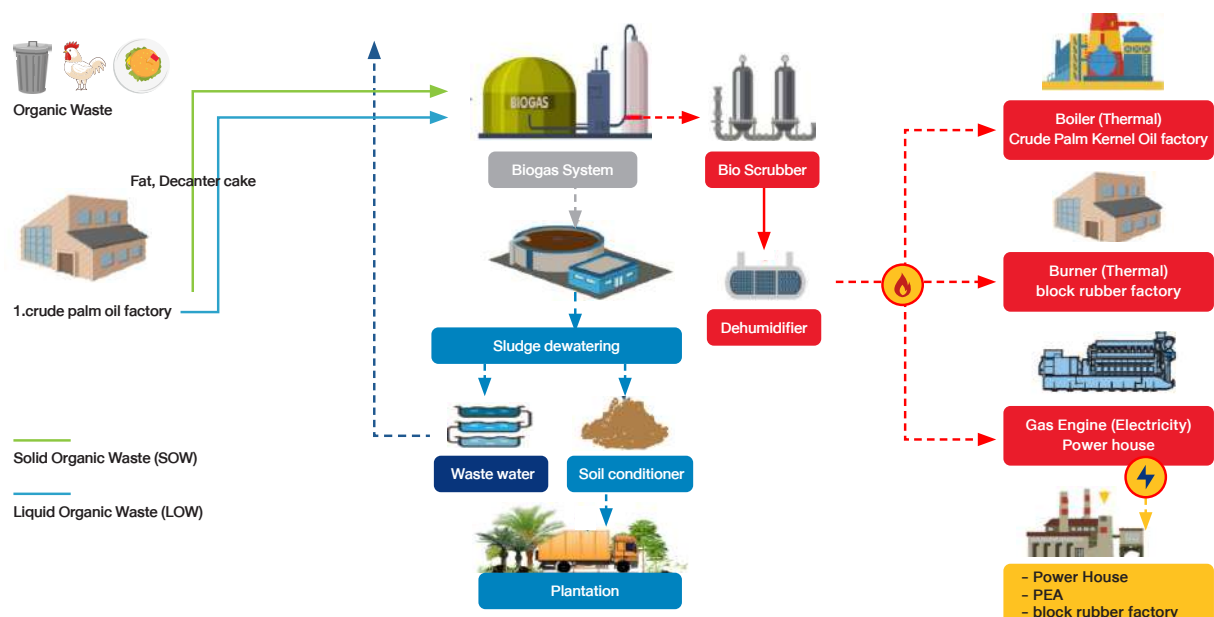 Organic Waste
Fat, Decanter cake
1.crude palm oil factory
Solid Organic Waste (SOW)
Liquid Organic Waste (LOW)
BIOGAS
Biogas System
Sludge dewatering
Waste water
Soil conditioner
Plantation
Bio Scrubber
Dehumidifier
Boiler (Thermal)
Crude Palm Kernel Oil factory
Burner (Thermal)
block rubber factory
Gas Engine (Electricity)
Power house
- Power House
- PEA
- block rubber factory